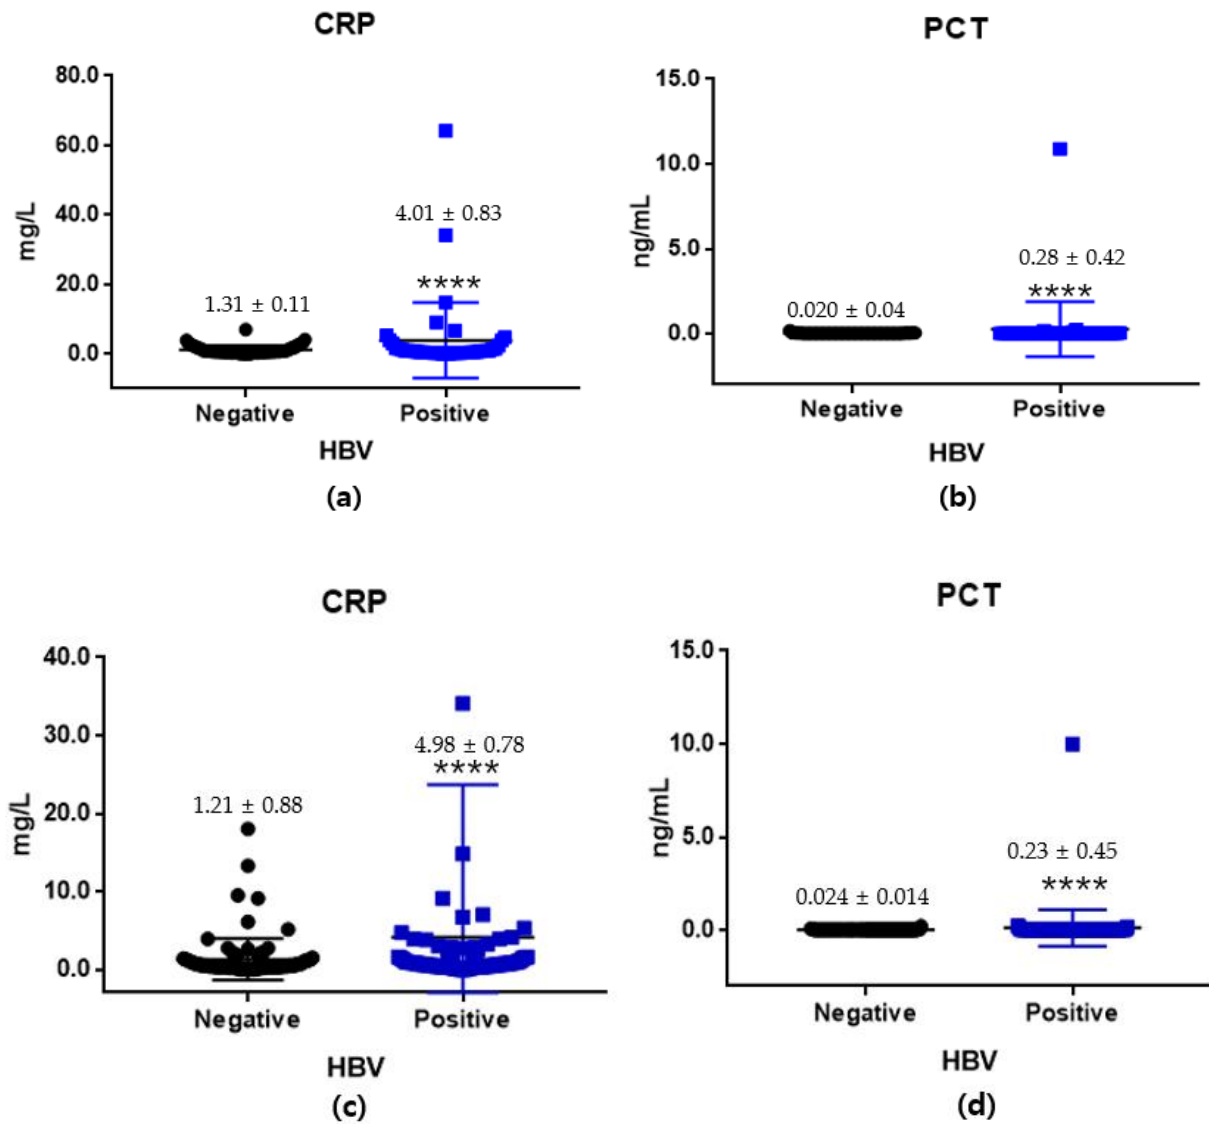 CRP
80.0
60.0
40.0
20.0
0.0
mg/L
1.31 ± 0.11
4.01 ± 0.83
****
Negative Positive
HBV
(a)
PCT
15.0
10.0
5.0
0.0
ng/mL
0.020 ± 0.04
0.28 ± 0.42
****
Negative Positive
HBV
(b)
CRP
40.0
30.0
20.0
10.0
0.0
mg/L
1.21 ± 0.88
4.98 ± 0.78
****
Negative Positive
HBV
(c)
PCT
15.0
10.0
5.0
0.0
ng/mL
0.024 ± 0.014
0.23 ± 0.45
****
Negative Positive
HBV
(d)